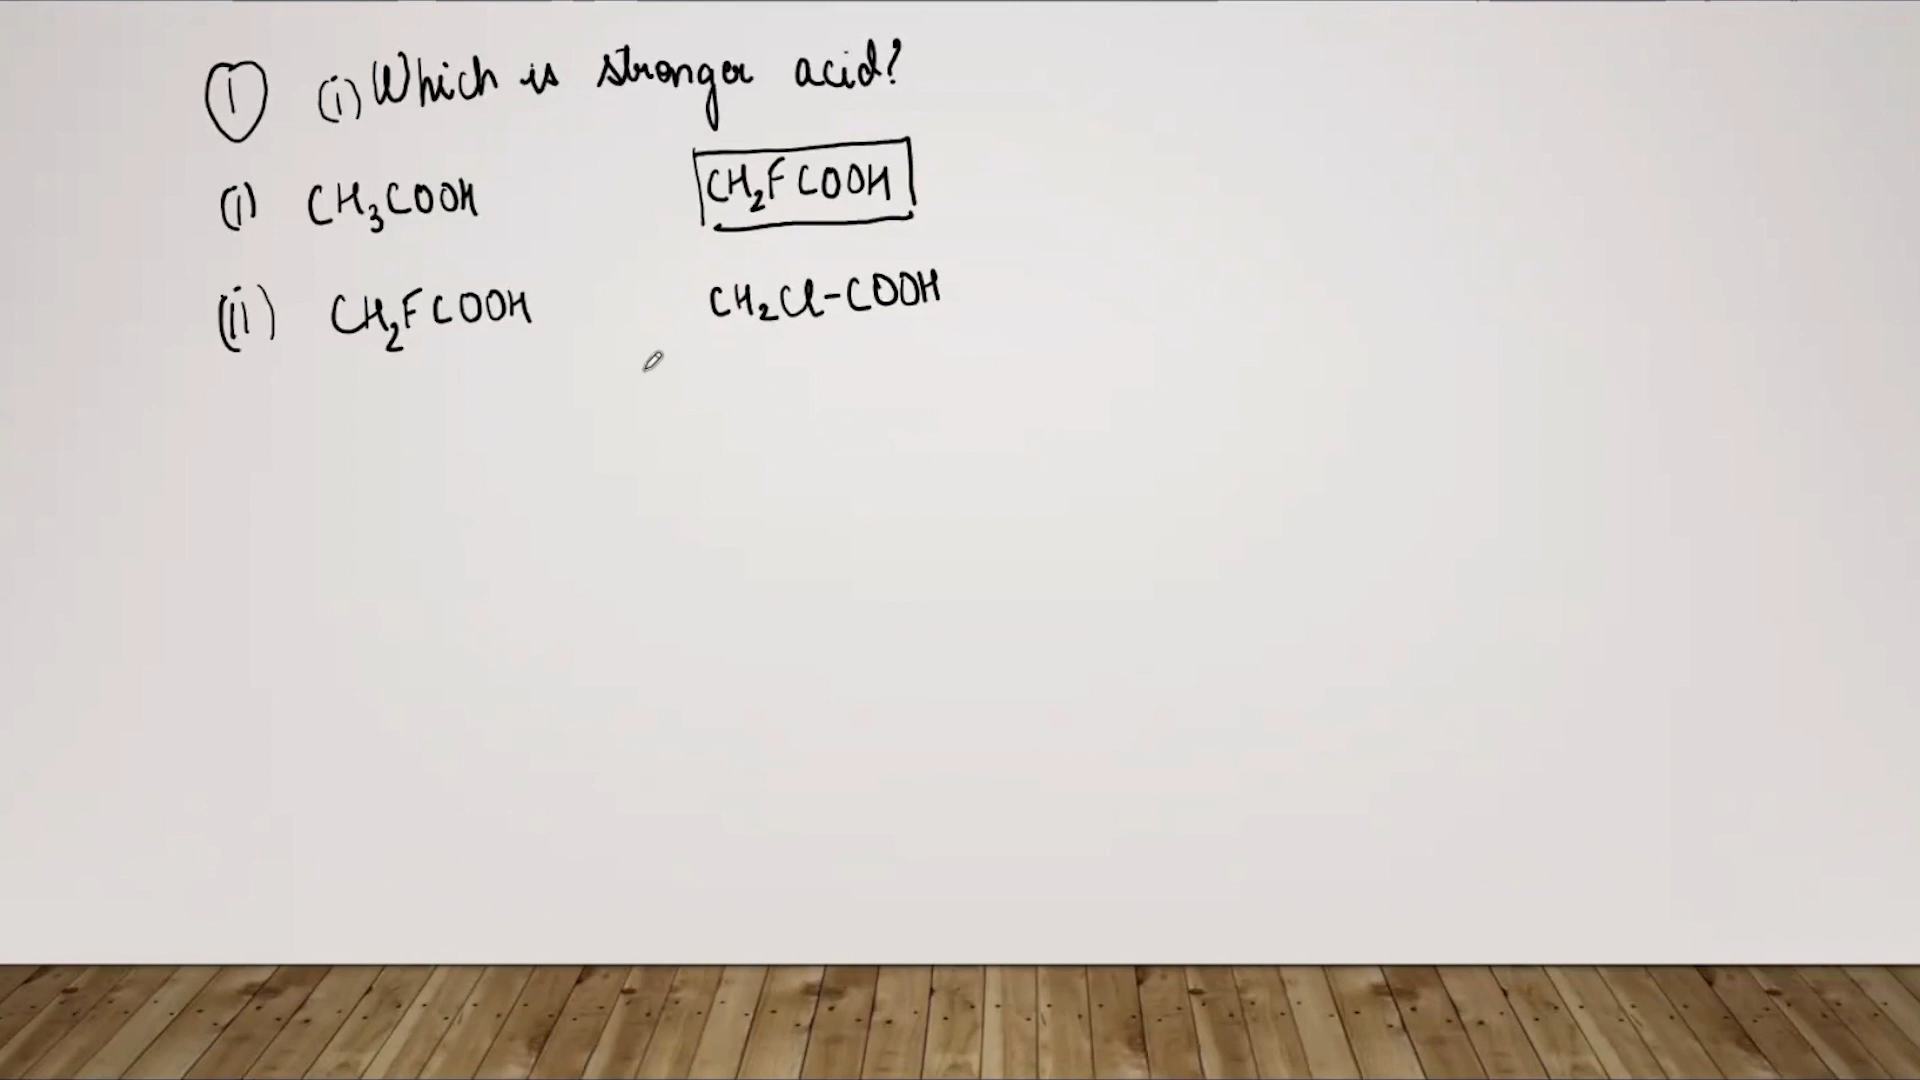 ① (i) Which is stronger acid?
(i) CH₃COOH CH₂FCOOH
(ii) CH₂FCOOH CH₂Cl-COOH